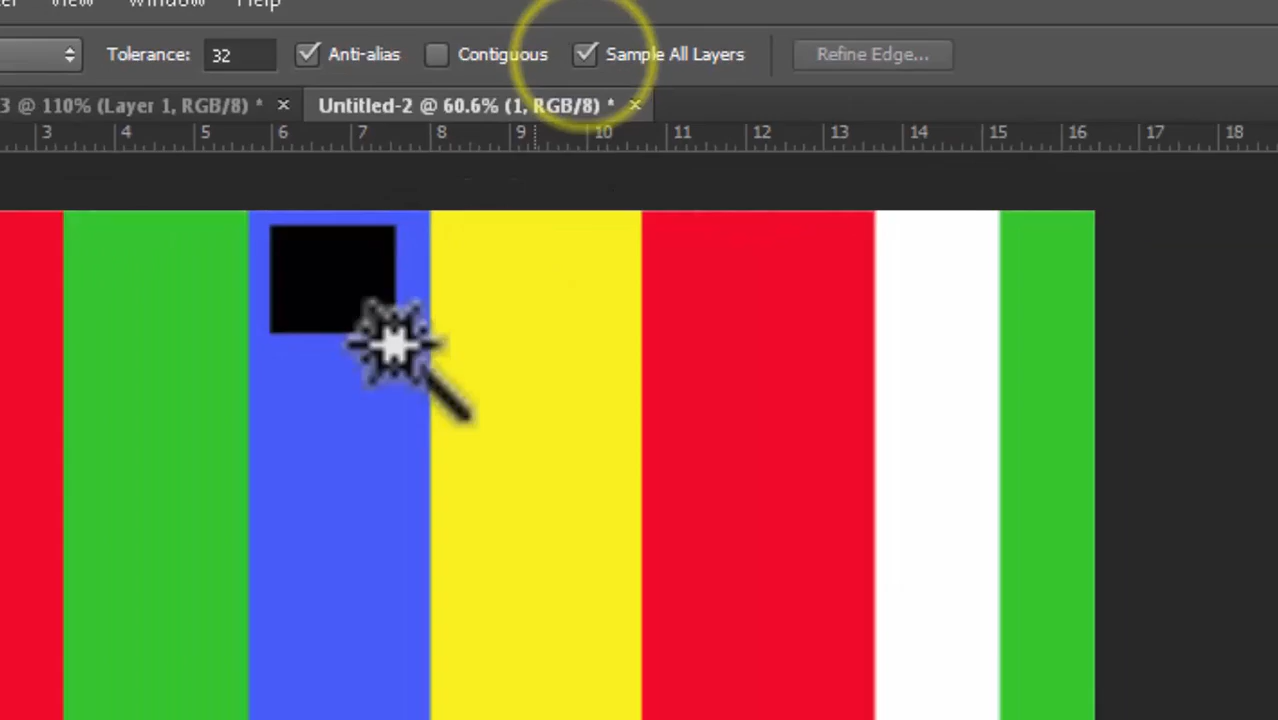 View Window Help
Tolerance: 32 Anti-alias Contiguous Sample All Layers Refine Edge...
3 @ 110% (Layer 1, RGB/8) * × Untitled-2 @ 60.6% (1, RGB/8) * ×
3 4 5 6 7 8 9 10 11 12 13 14 15 16 17 18